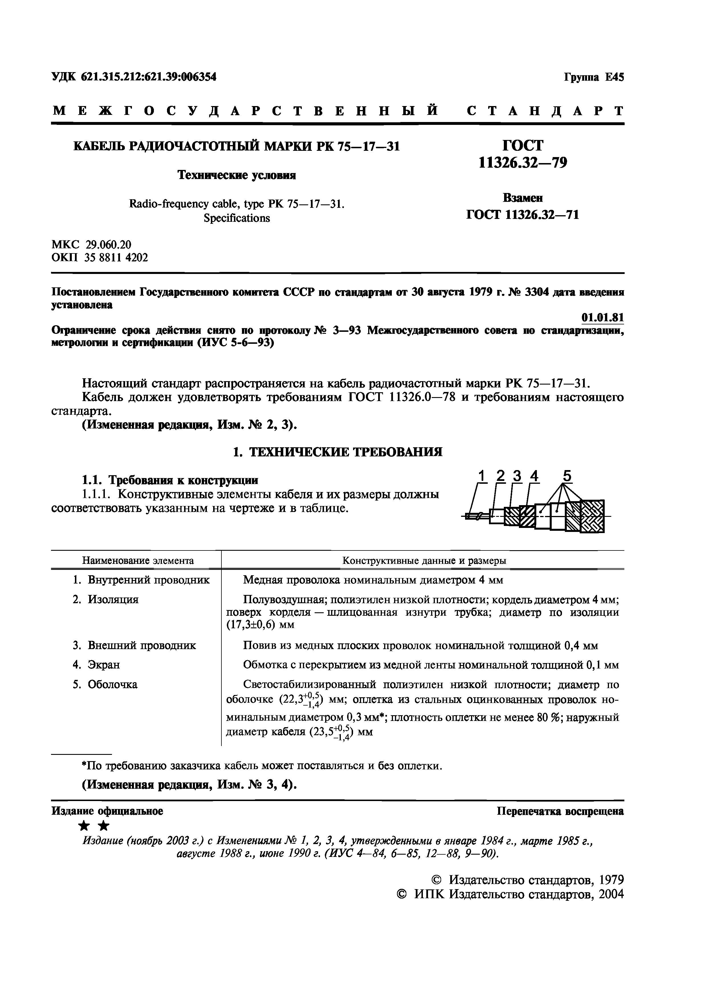 УДК 621.315.212:621.39:006354
Группа Е45
МЕЖГОСУДАРСТВЕННЫЙ СТАНДАРТ
КАБЕЛЬ РАДИОЧАСТОТНЫЙ МАРКИ РК 75—17—31
Технические условия
Radio-frequency cable, type РК 75—17—31.
Specifications
ГОСТ
11326.32—79
Взамен
ГОСТ 11326.32—71
МКС 29.060.20
ОКП 35 8811 4202
Постановлением Государственного комитета СССР по стандартам от 30 августа 1979 г. № 3304 дата введения
установлена
01.01.81
Ограничение срока действия снято по протоколу № 3—93 Межгосударственного совета по стандартизации,
метрологии и сертификации (ИУС 5-6—93)
Настоящий стандарт распространяется на кабель радиочастотный марки РК 75—17—31.
Кабель должен удовлетворять требованиям ГОСТ 11326.0—78 и требованиям настоящего
стандарта.
(Измененная редакция, Изм. № 2, 3).
1. ТЕХНИЧЕСКИЕ ТРЕБОВАНИЯ
1.1. Требования к конструкции
1.1.1. Конструктивные элементы кабеля и их размеры должны
соответствовать указанным на чертеже и в таблице.
1 2 3 4 5
Наименование элемента
Конструктивные данные и размеры
1. Внутренний проводник
Медная проволока номинальным диаметром 4 мм
2. Изоляция
Полувоздушная; полиэтилен низкой плотности; кордель диаметром 4 мм;
поверх корделя — шлицованная изнутри трубка; диаметр по изоляции
(17,3±0,6) мм
3. Внешний проводник
Повив из медных плоских проволок номинальной толщиной 0,4 мм
4. Экран
Обмотка с перекрытием из медной ленты номинальной толщиной 0,1 мм
5. Оболочка
Светостабилизированный полиэтилен низкой плотности; диаметр по
оболочке (22,3+0,5−1,4) мм; оплетка из стальных оцинкованных проволок но-
минальным диаметром 0,3 мм*; плотность оплетки не менее 80 %; наружный
диаметр кабеля (23,5+0,5−1,4) мм
*По требованию заказчика кабель может поставляться и без оплетки.
(Измененная редакция, Изм. № 3, 4).
Издание официальное
Перепечатка воспрещена
★ ★
Издание (ноябрь 2003 г.) с Изменениями № 1, 2, 3, 4, утвержденными в январе 1984 г., марте 1985 г.,
августе 1988 г., июне 1990 г. (ИУС 4—84, 6—85, 12—88, 9—90).
© Издательство стандартов, 1979
© ИПК Издательство стандартов, 2004